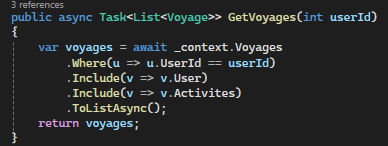 3 references
public async Task<List<Voyage>> GetVoyages(int userId)
{
    var voyages = await _context.Voyages
        .Where(u => u.UserId == userId)
        .Include(v => v.User)
        .Include(v => v.Activites)
        .ToListAsync();
    return voyages;
}